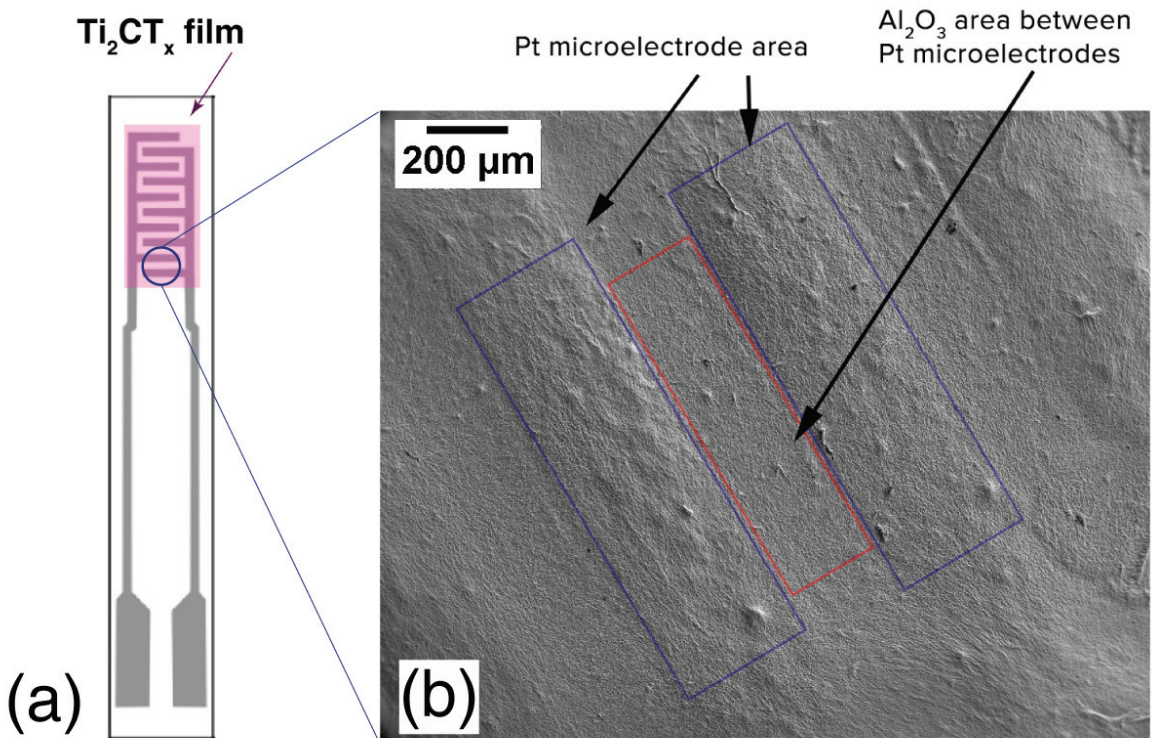 Ti₂CTₓ film
Pt microelectrode area
Al₂O₃ area between
Pt microelectrodes
200 µm
(a)
(b)